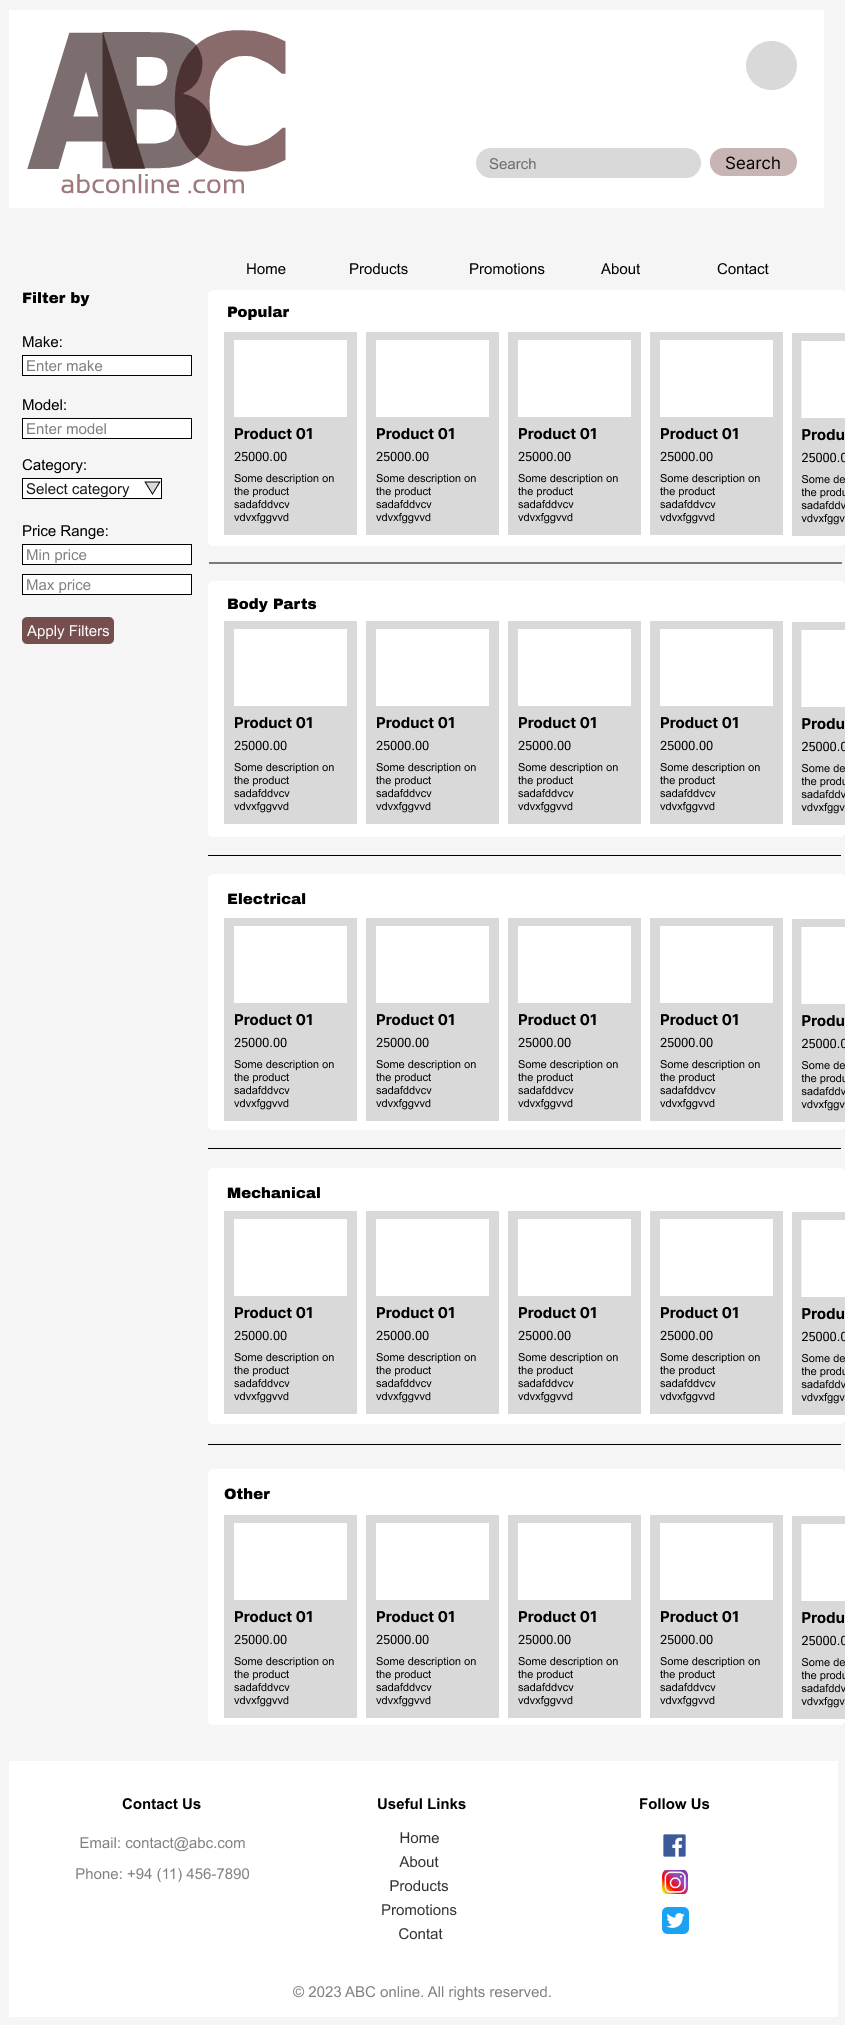 ABC
abconline .com
Search
Search
Home
Products
Promotions
About
Contact
Filter by
Make:
Enter make
Model:
Enter model
Category:
Select category
Price Range:
Min price
Max price
Apply Filters
Popular
Product 01
25000.00
Some description on
the product
sadafddvcv
vdvxfggvvd
Product 01
25000.00
Some description on
the product
sadafddvcv
vdvxfggvvd
Product 01
25000.00
Some description on
the product
sadafddvcv
vdvxfggvvd
Product 01
25000.00
Some description on
the product
sadafddvcv
vdvxfggvvd
Produ
25000.0
Some de
the produ
sadafddv
vdvxfggv
Body Parts
Product 01
25000.00
Some description on
the product
sadafddvcv
vdvxfggvvd
Product 01
25000.00
Some description on
the product
sadafddvcv
vdvxfggvvd
Product 01
25000.00
Some description on
the product
sadafddvcv
vdvxfggvvd
Product 01
25000.00
Some description on
the product
sadafddvcv
vdvxfggvvd
Produ
25000.0
Some de
the produ
sadafddv
vdvxfggv
Electrical
Product 01
25000.00
Some description on
the product
sadafddvcv
vdvxfggvvd
Product 01
25000.00
Some description on
the product
sadafddvcv
vdvxfggvvd
Product 01
25000.00
Some description on
the product
sadafddvcv
vdvxfggvvd
Product 01
25000.00
Some description on
the product
sadafddvcv
vdvxfggvvd
Produ
25000.0
Some de
the produ
sadafddv
vdvxfggv
Mechanical
Product 01
25000.00
Some description on
the product
sadafddvcv
vdvxfggvvd
Product 01
25000.00
Some description on
the product
sadafddvcv
vdvxfggvvd
Product 01
25000.00
Some description on
the product
sadafddvcv
vdvxfggvvd
Product 01
25000.00
Some description on
the product
sadafddvcv
vdvxfggvvd
Produ
25000.0
Some de
the produ
sadafddv
vdvxfggv
Other
Product 01
25000.00
Some description on
the product
sadafddvcv
vdvxfggvvd
Product 01
25000.00
Some description on
the product
sadafddvcv
vdvxfggvvd
Product 01
25000.00
Some description on
the product
sadafddvcv
vdvxfggvvd
Product 01
25000.00
Some description on
the product
sadafddvcv
vdvxfggvvd
Produ
25000.0
Some de
the produ
sadafddv
vdvxfggv
Contact Us
Email: contact@abc.com
Phone: +94 (11) 456-7890
Useful Links
Home
About
Products
Promotions
Contat
Follow Us
© 2023 ABC online. All rights reserved.